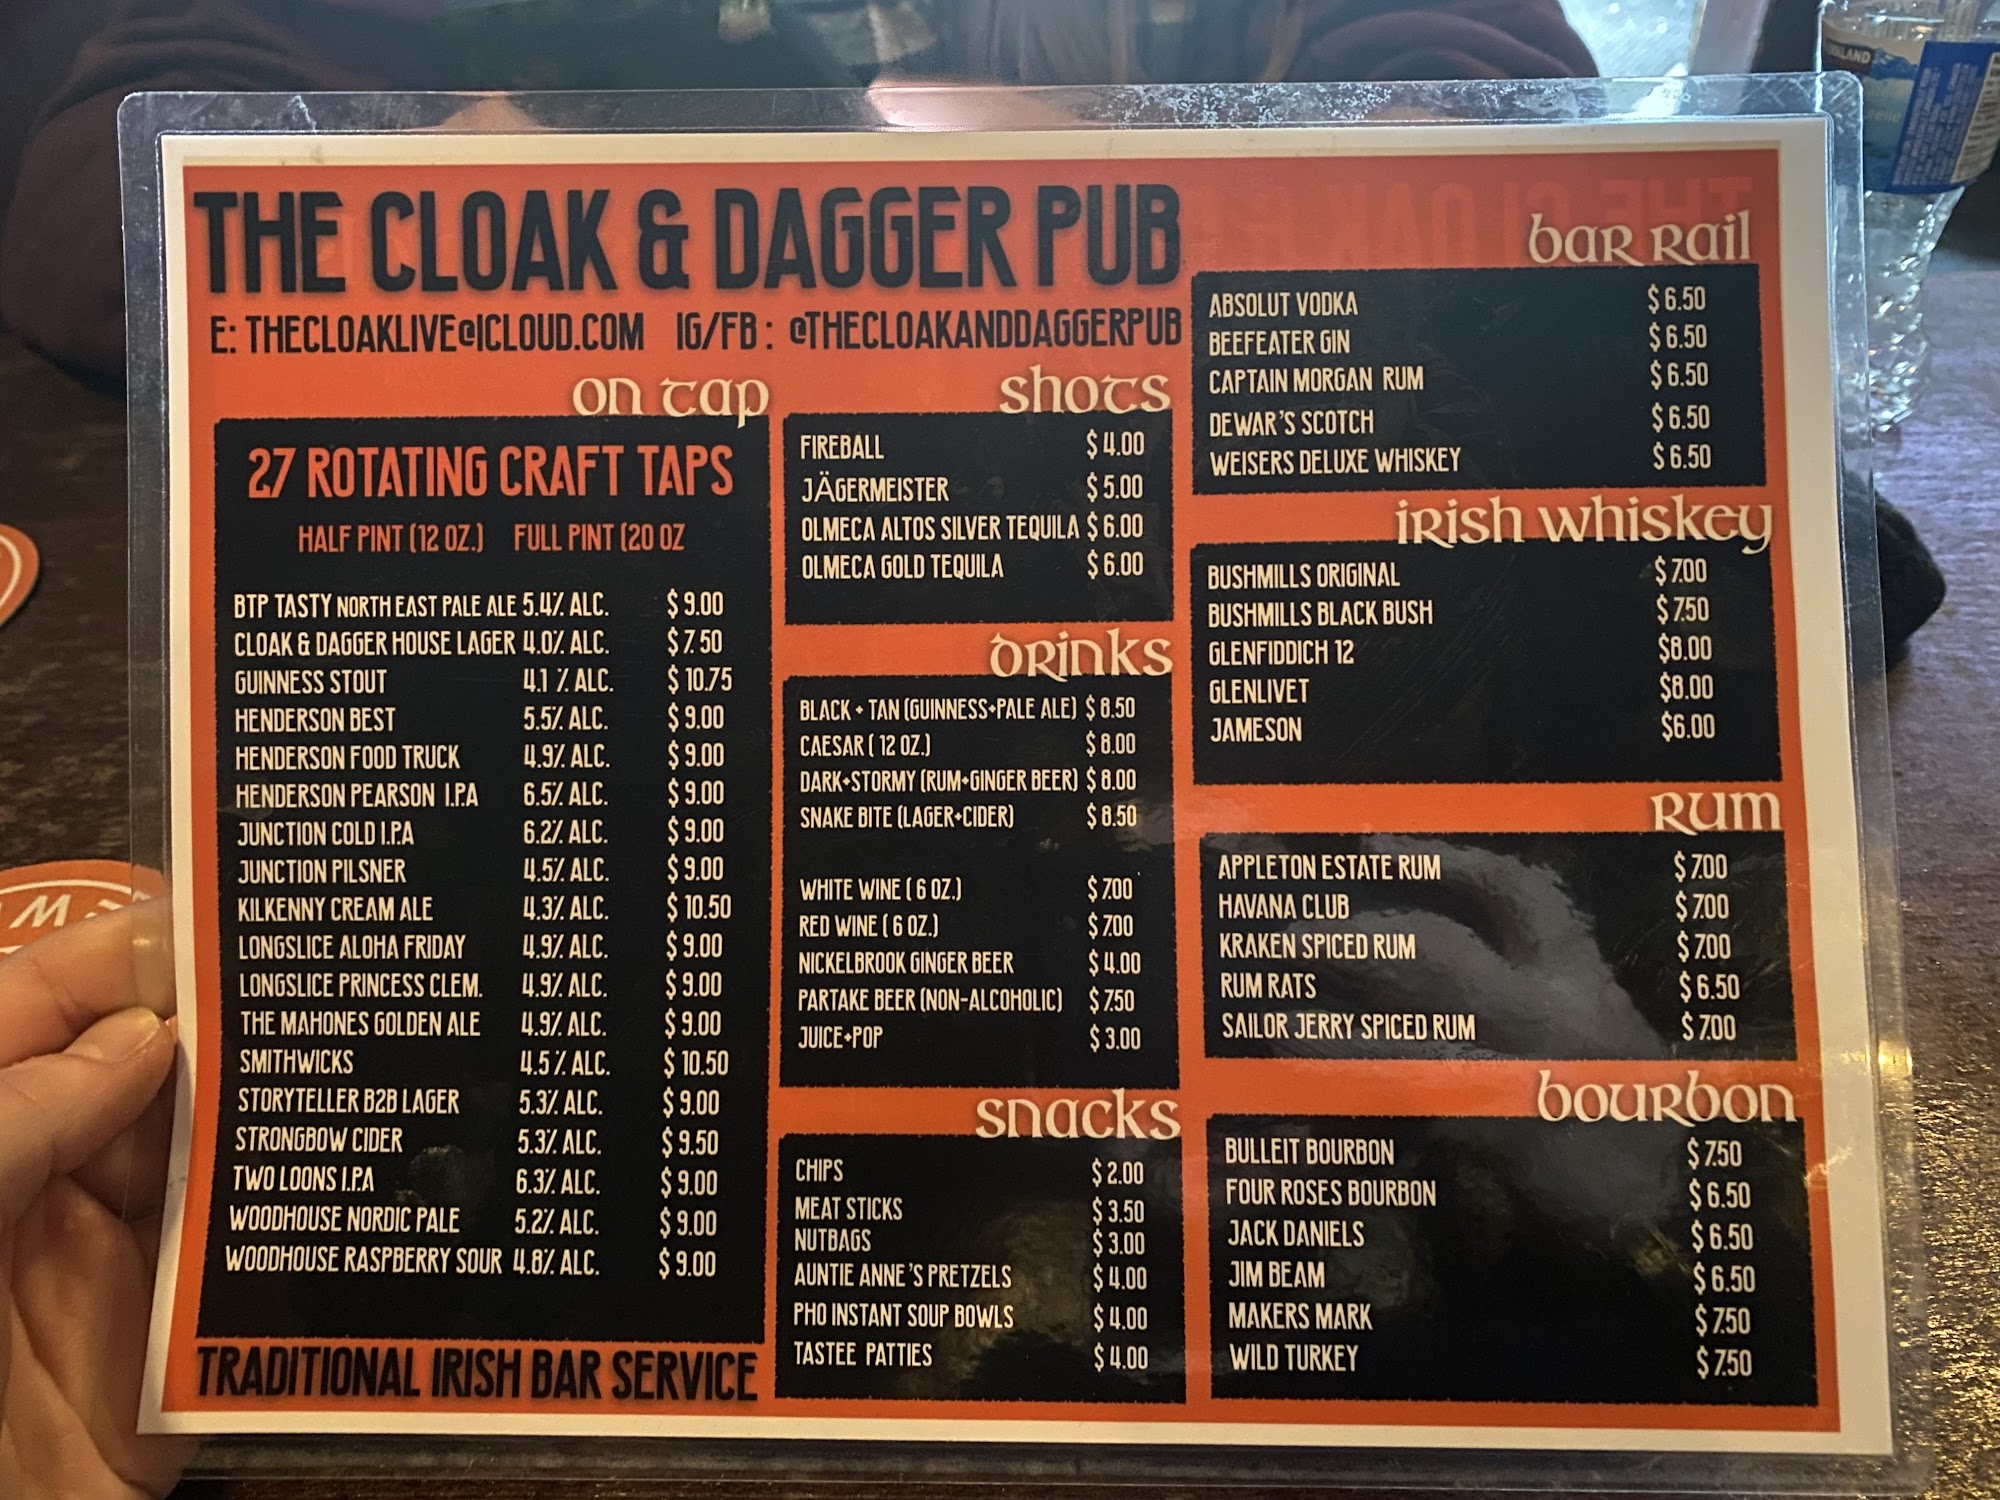 THE CLOAK & DAGGER PUB
E: THECLOAKLIVE@ICLOUD.COM IG/FB : @THECLOAKANDDAGGERPUB
on tap
27 ROTATING CRAFT TAPS
HALF PINT (12 OZ.) FULL PINT (20 OZ
BTP TASTY NORTH EAST PALE ALE 5.4% ALC. $ 9.00
CLOAK & DAGGER HOUSE LAGER 4.0% ALC. $ 7.50
GUINNESS STOUT 4.1 % ALC. $ 10.75
HENDERSON BEST 5.5% ALC. $ 9.00
HENDERSON FOOD TRUCK 4.9% ALC. $ 9.00
HENDERSON PEARSON I.P.A 6.5% ALC. $ 9.00
JUNCTION COLD I.P.A 6.2% ALC. $ 9.00
JUNCTION PILSNER 4.5% ALC. $ 9.00
KILKENNY CREAM ALE 4.3% ALC. $ 10.50
LONGSLICE ALOHA FRIDAY 4.9% ALC. $ 9.00
LONGSLICE PRINCESS CLEM. 4.9% ALC. $ 9.00
THE MAHONES GOLDEN ALE 4.9% ALC. $ 9.00
SMITHWICKS 4.5 % ALC. $ 10.50
STORYTELLER B2B LAGER 5.3% ALC. $ 9.00
STRONGBOW CIDER 5.3% ALC. $ 9.50
TWO LOONS I.P.A 6.3% ALC. $ 9.00
WOODHOUSE NORDIC PALE 5.2% ALC. $ 9.00
WOODHOUSE RASPBERRY SOUR 4.8% ALC. $ 9.00
TRADITIONAL IRISH BAR SERVICE
shots
FIREBALL $ 4.00
JÄGERMEISTER $ 5.00
OLMECA ALTOS SILVER TEQUILA $ 6.00
OLMECA GOLD TEQUILA $ 6.00
drinks
BLACK + TAN (GUINNESS+PALE ALE) $ 8.50
CAESAR ( 12 OZ.) $ 8.00
DARK+STORMY (RUM+GINGER BEER) $ 8.00
SNAKE BITE (LAGER+CIDER) $ 8.50
WHITE WINE ( 6 OZ.) $ 7.00
RED WINE ( 6 OZ.) $ 7.00
NICKELBROOK GINGER BEER $ 4.00
PARTAKE BEER (NON-ALCOHOLIC) $ 7.50
JUICE+POP $ 3.00
snacks
CHIPS $ 2.00
MEAT STICKS $ 3.50
NUTBAGS $ 3.00
AUNTIE ANNE'S PRETZELS $ 4.00
PHO INSTANT SOUP BOWLS $ 4.00
TASTEE PATTIES $ 4.00
bar rail
ABSOLUT VODKA $ 6.50
BEEFEATER GIN $ 6.50
CAPTAIN MORGAN RUM $ 6.50
DEWAR'S SCOTCH $ 6.50
WEISERS DELUXE WHISKEY $ 6.50
irish whiskey
BUSHMILLS ORIGINAL $ 7.00
BUSHMILLS BLACK BUSH $7.50
GLENFIDDICH 12 $8.00
GLENLIVET $8.00
JAMESON $6.00
rum
APPLETON ESTATE RUM $ 7.00
HAVANA CLUB $ 7.00
KRAKEN SPICED RUM $ 7.00
RUM RATS $ 6.50
SAILOR JERRY SPICED RUM $ 7.00
bourbon
BULLEIT BOURBON $ 7.50
FOUR ROSES BOURBON $ 6.50
JACK DANIELS $ 6.50
JIM BEAM $ 6.50
MAKERS MARK $ 7.50
WILD TURKEY $ 7.50